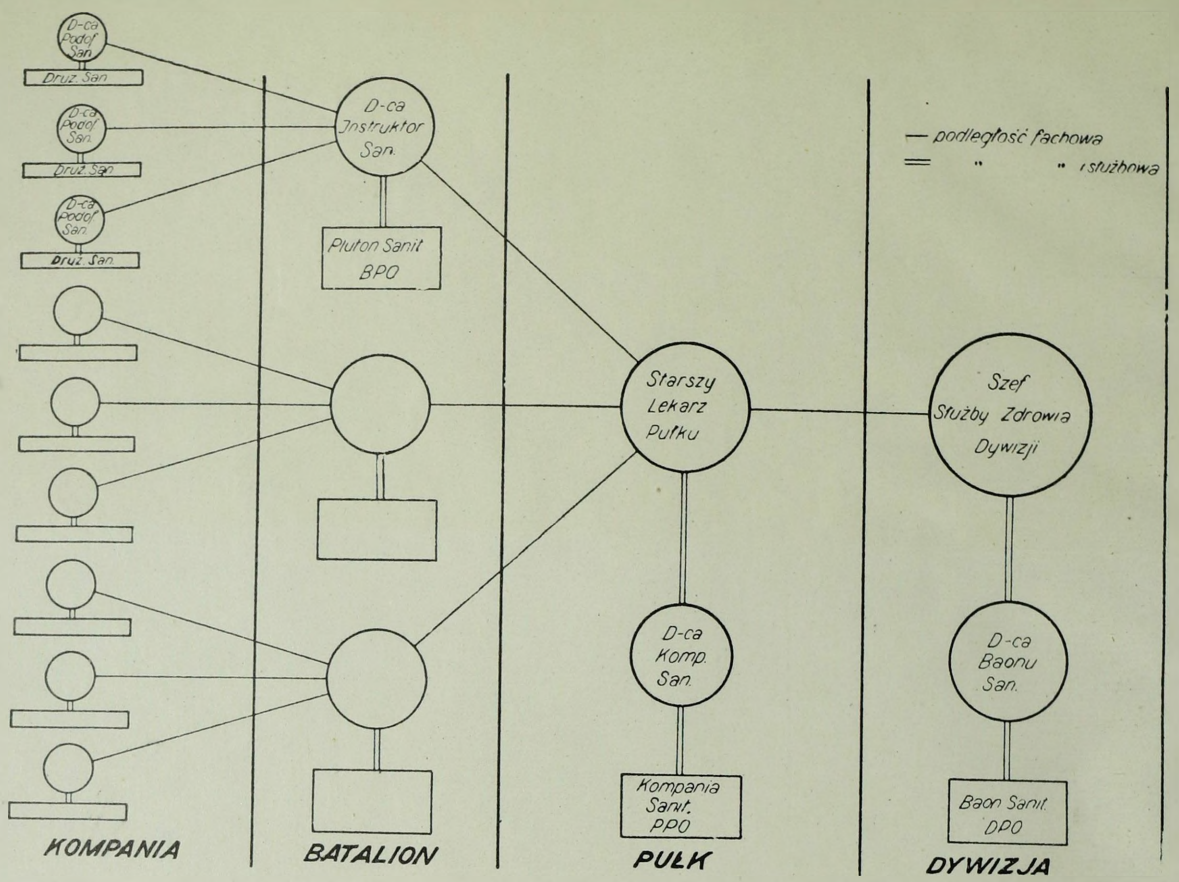 D-ca
Podof
San.
Druż. San
D-ca
Podof.
San.
Druż. San
D-ca
Podof.
San.
Druż. San.
D-ca
Instruktor
San.
Pluton Sanit
BPO
— podległość fachowa
= " " i służbowa
Starszy
Lekarz
Pułku
Szef
Służby Zdrowia
Dywizji
D-ca
Komp.
San.
D-ca
Baonu
San.
Kompania
Sanit.
PPO
Baon Sanit.
DPO
KOMPANIA
BATALION
PUŁK
DYWIZJA